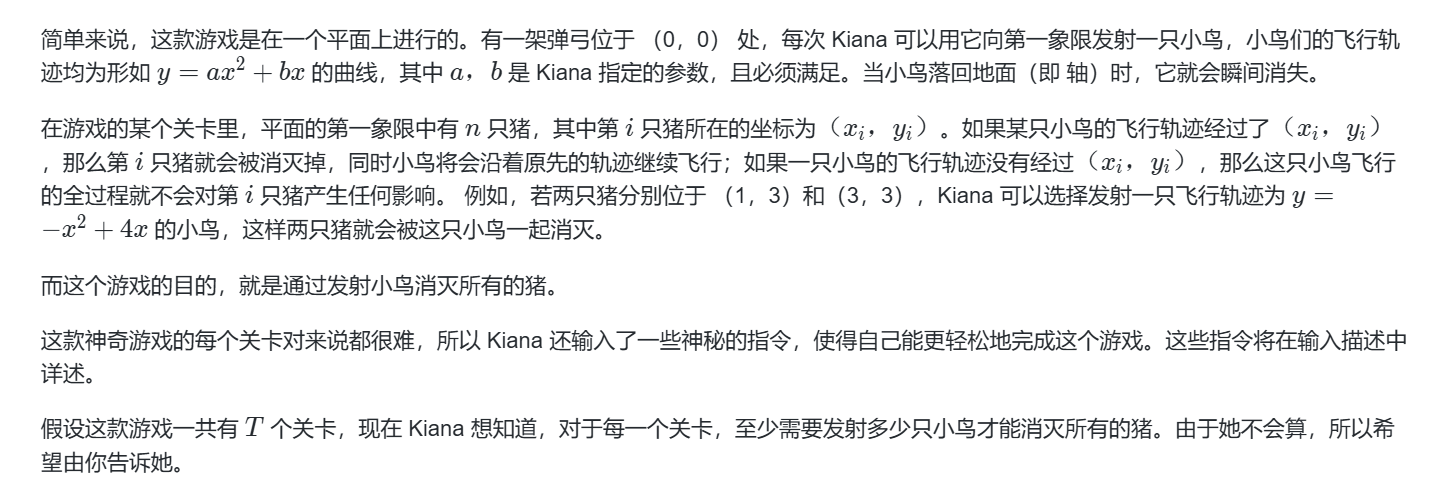 简单来说，这款游戏是在一个平面上进行的。有一架弹弓位于 （0，0） 处，每次 Kiana 可以用它向第一象限发射一只小鸟，小鸟们的飞行轨
迹均为形如 y = ax² + bx 的曲线，其中 a，b 是 Kiana 指定的参数，且必须满足。当小鸟落回地面（即 轴）时，它就会瞬间消失。
在游戏的某个关卡里，平面的第一象限中有 n 只猪，其中第 i 只猪所在的坐标为（xᵢ，yᵢ）。如果某只小鸟的飞行轨迹经过了（xᵢ，yᵢ）
，那么第 i 只猪就会被消灭掉，同时小鸟将会沿着原先的轨迹继续飞行；如果一只小鸟的飞行轨迹没有经过（xᵢ，yᵢ），那么这只小鸟飞行
的全过程就不会对第 i 只猪产生任何影响。 例如，若两只猪分别位于 （1，3）和（3，3）, Kiana 可以选择发射一只飞行轨迹为 y =
−x² + 4x 的小鸟，这样两只猪就会被这只小鸟一起消灭。
而这个游戏的目的，就是通过发射小鸟消灭所有的猪。
这款神奇游戏的每个关卡对来说都很难，所以 Kiana 还输入了一些神秘的指令，使得自己能更轻松地完成这个游戏。这些指令将在输入描述中
详述。
假设这款游戏一共有 T 个关卡，现在 Kiana 想知道，对于每一个关卡，至少需要发射多少只小鸟才能消灭所有的猪。由于她不会算，所以希
望由你告诉她。